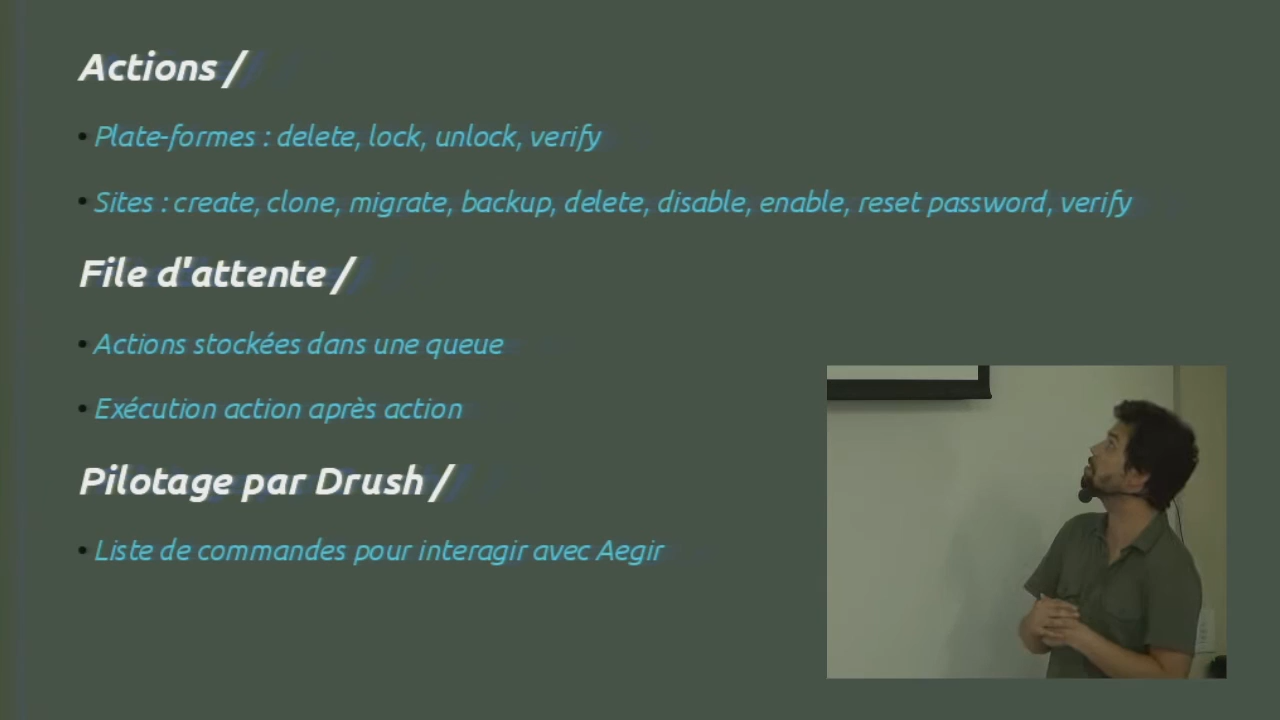 Actions /
• Plate-formes : delete, lock, unlock, verify
• Sites : create, clone, migrate, backup, delete, disable, enable, reset password, verify
File d'attente /
• Actions stockées dans une queue
• Exécution action après action
Pilotage par Drush /
• Liste de commandes pour interagir avec Aegir